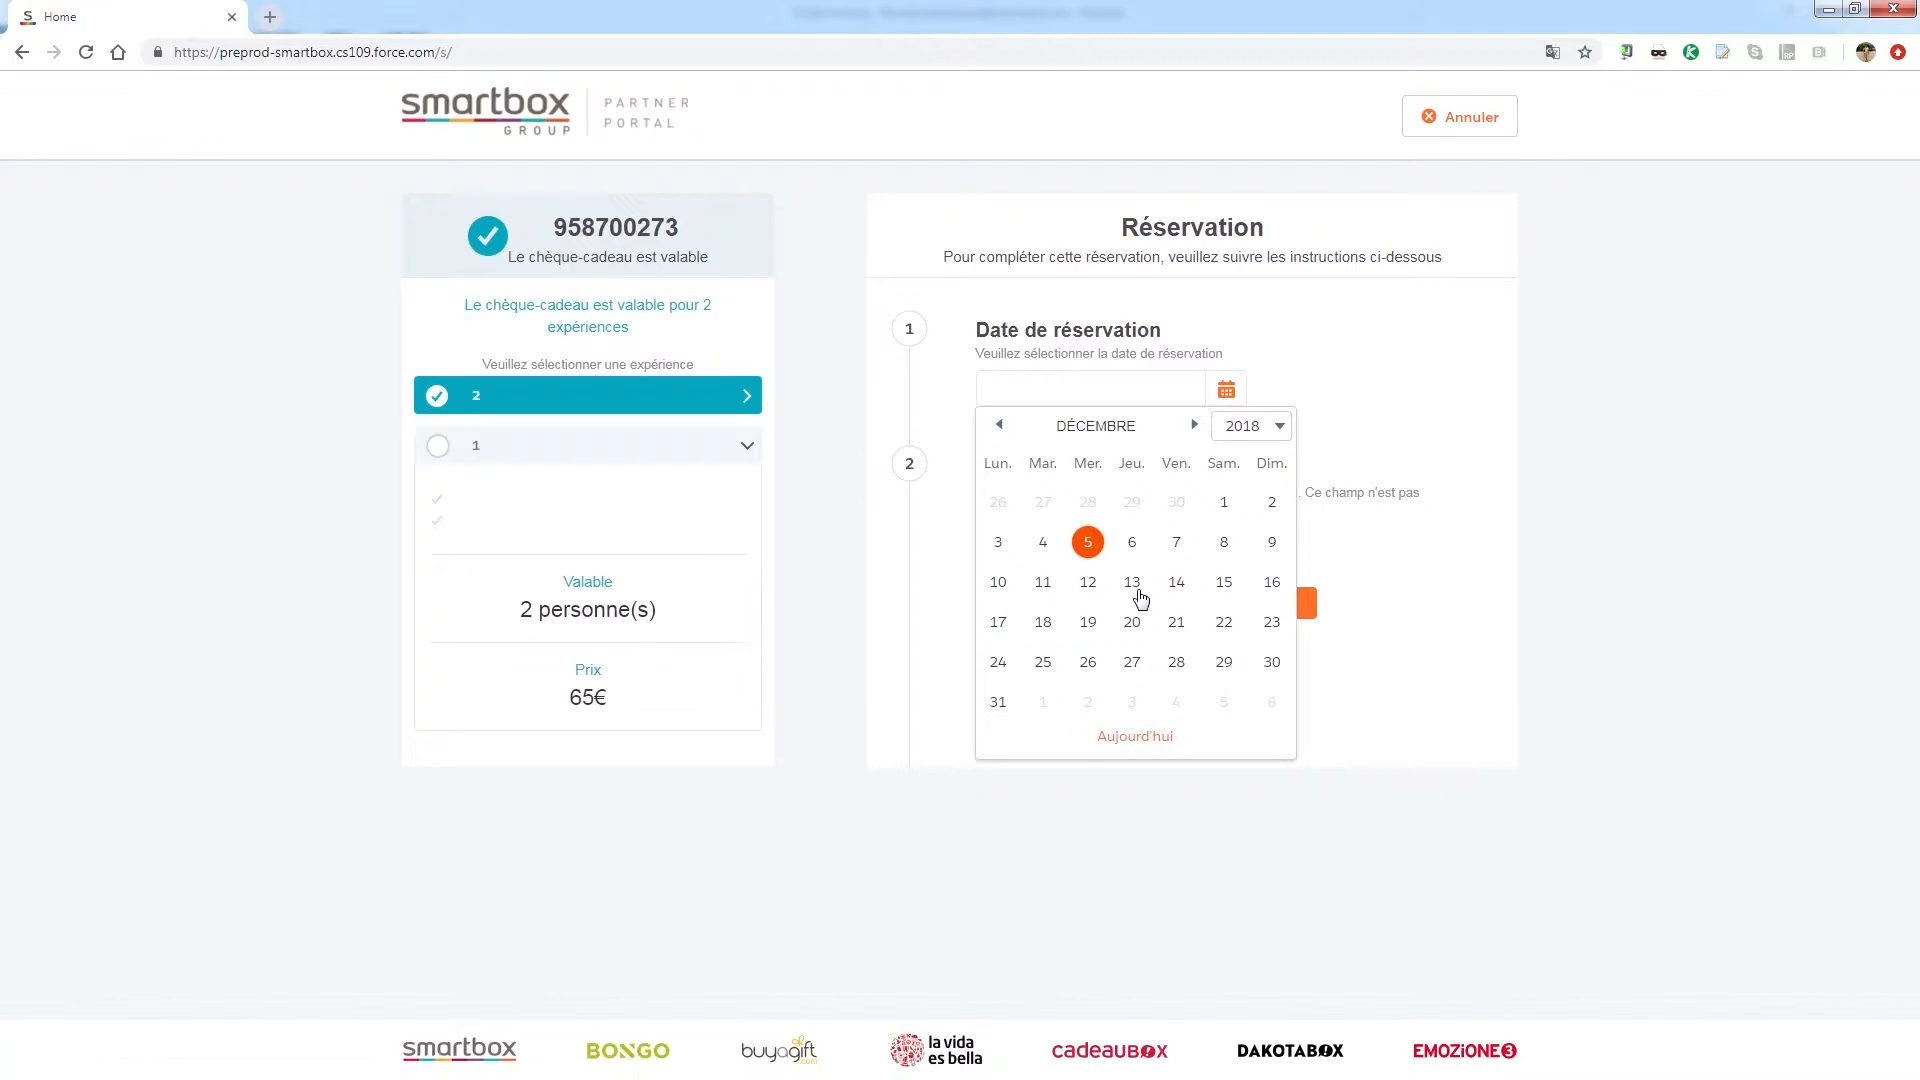 Home
https://preprod-smartbox.cs109.force.com/s/
smartbox
GROUP
PARTNER
PORTAL
Annuler
958700273
Le chèque-cadeau est valable
Le chèque-cadeau est valable pour 2
expériences
Veuillez sélectionner une expérience
2
1
Valable
2 personne(s)
Prix
65€
Réservation
Pour compléter cette réservation, veuillez suivre les instructions ci-dessous
1
Date de réservation
Veuillez sélectionner la date de réservation
DÉCEMBRE
2018
2
. Ce champ n'est pas
Lun. Mar. Mer. Jeu. Ven. Sam. Dim.
26 27 28 29 30 1 2
3 4 5 6 7 8 9
10 11 12 13 14 15 16
17 18 19 20 21 22 23
24 25 26 27 28 29 30
31 1 2 3 4 5 6
Aujourd'hui
smartbox
BONGO
buyagift
.com
la vida
es bella
cadeauBOX
DAKOTABOX
EMOZiONE3